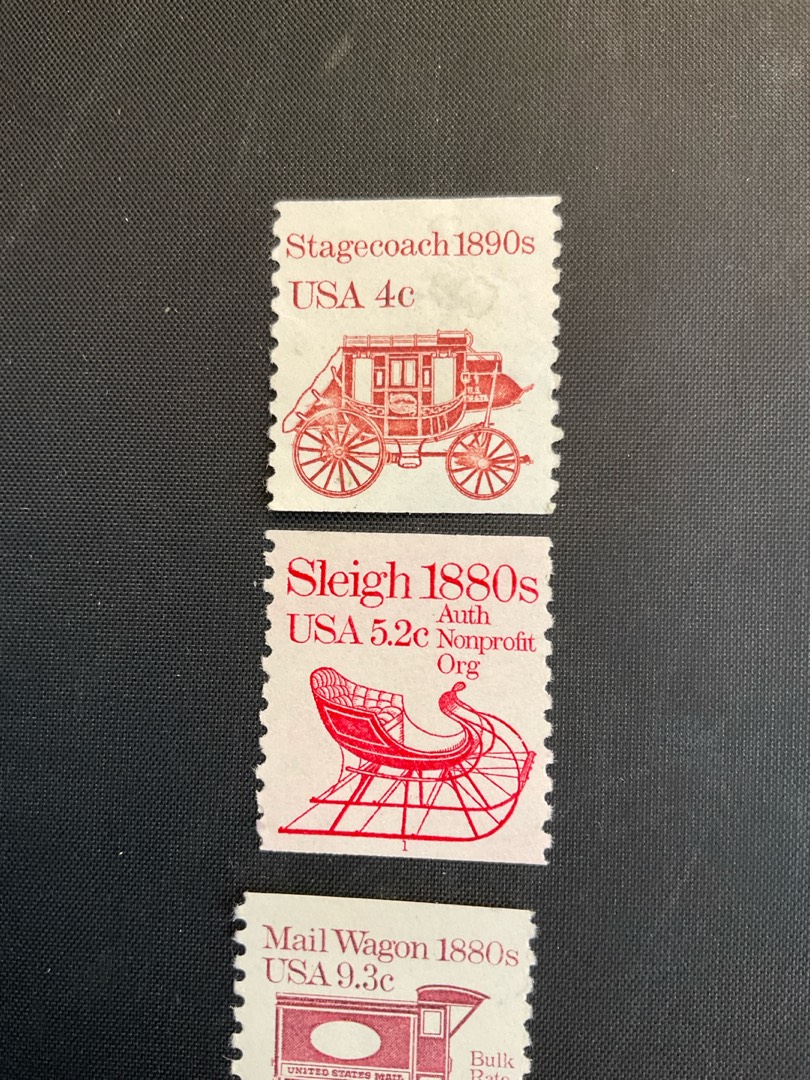 Stagecoach 1890s
USA 4c
Sleigh 1880s
USA 5.2c
Auth
Nonprofit
Org
1
Mail Wagon 1880s
USA 9.3c
UNITED STATES MAIL
Bulk
Rate